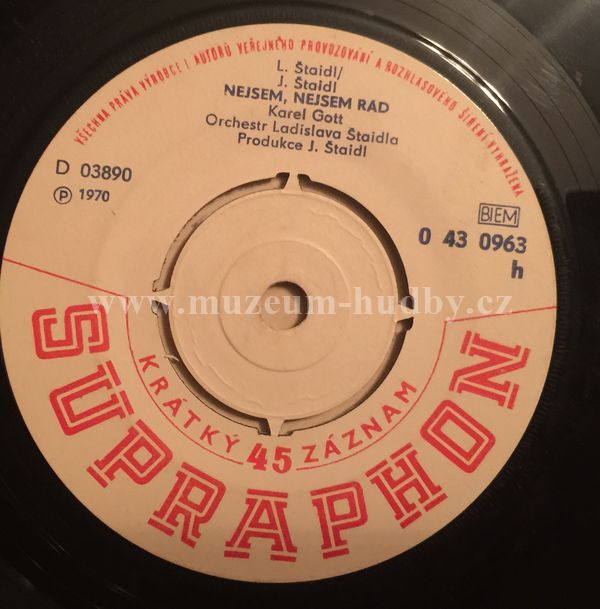 VŠECHNA PRÁVA VÝROBCE I AUTORŮ VEŘEJNÉHO PROVOZOVÁNÍ A ROZHLASOVÉHO ŠÍŘENÍ VYHRAŽENA
L. Štaidl/
J. Štaidl
NEJSEM, NEJSEM RÁD
Karel Gott
Orchestr Ladislava Štaidla
Produkce J. Štaidl
D 03890
Ⓟ 1970
BIEM
0 43 0963
h
www.muzeum-hudby.cz
KRÁTKÝ 45 ZÁZNAM
SUPRAPHON